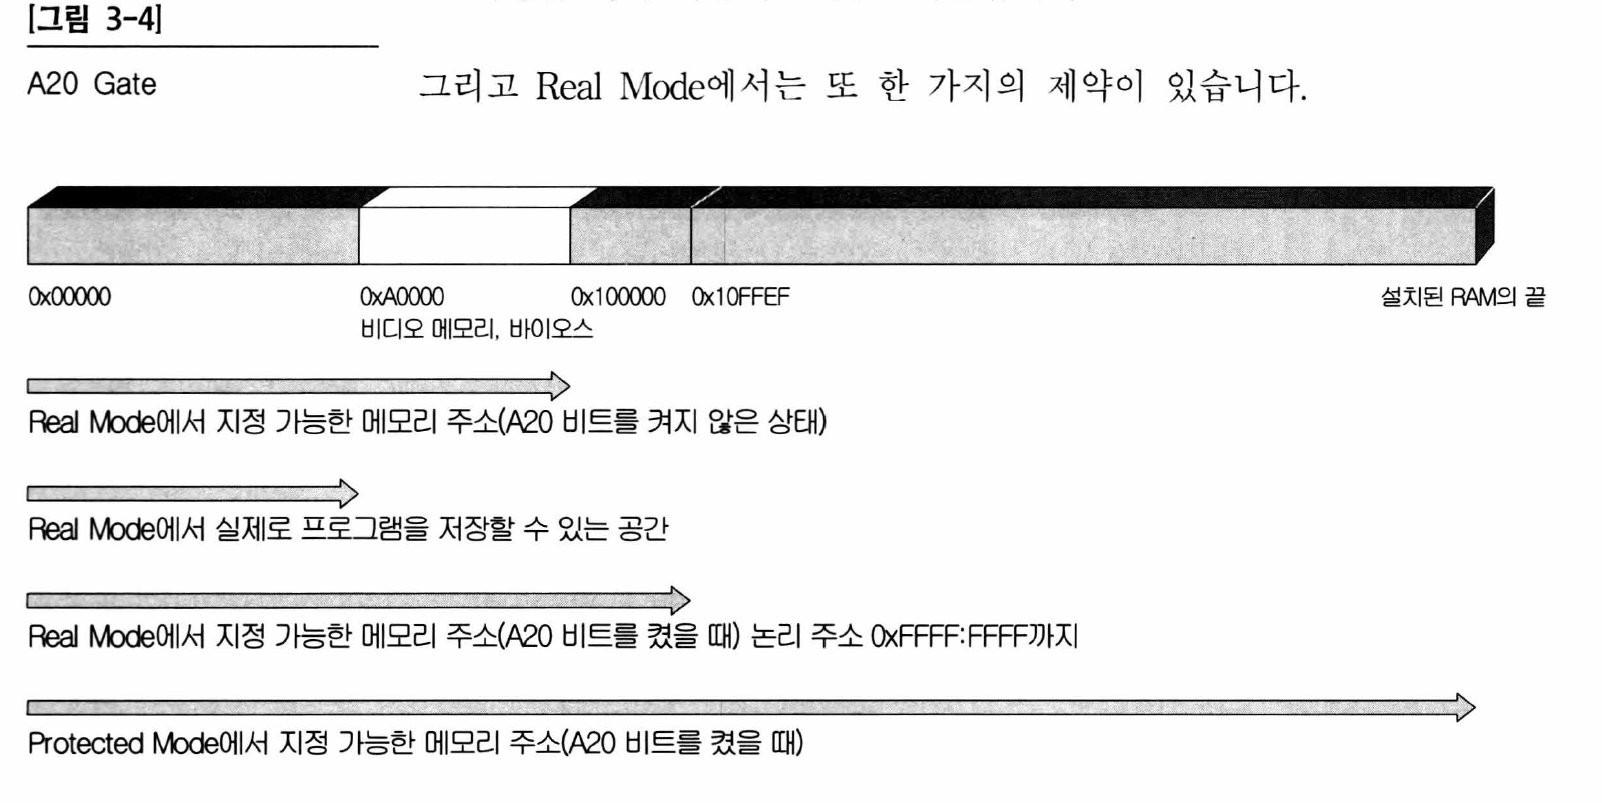 [그림 3-4]
A20 Gate
그리고 Real Mode에서는 또 한 가지의 제약이 있습니다.
0x00000 0xA0000 0x100000 0x10FFEF 설치된 RAM의 끝
비디오 메모리, 바이오스
Real Mode에서 지정 가능한 메모리 주소(A20 비트를 켜지 않은 상태)
Real Mode에서 실제로 프로그램을 저장할 수 있는 공간
Real Mode에서 지정 가능한 메모리 주소(A20 비트를 켰을 때) 논리 주소 0xFFFF:FFFF까지
Protected Mode에서 지정 가능한 메모리 주소(A20 비트를 켰을 때)